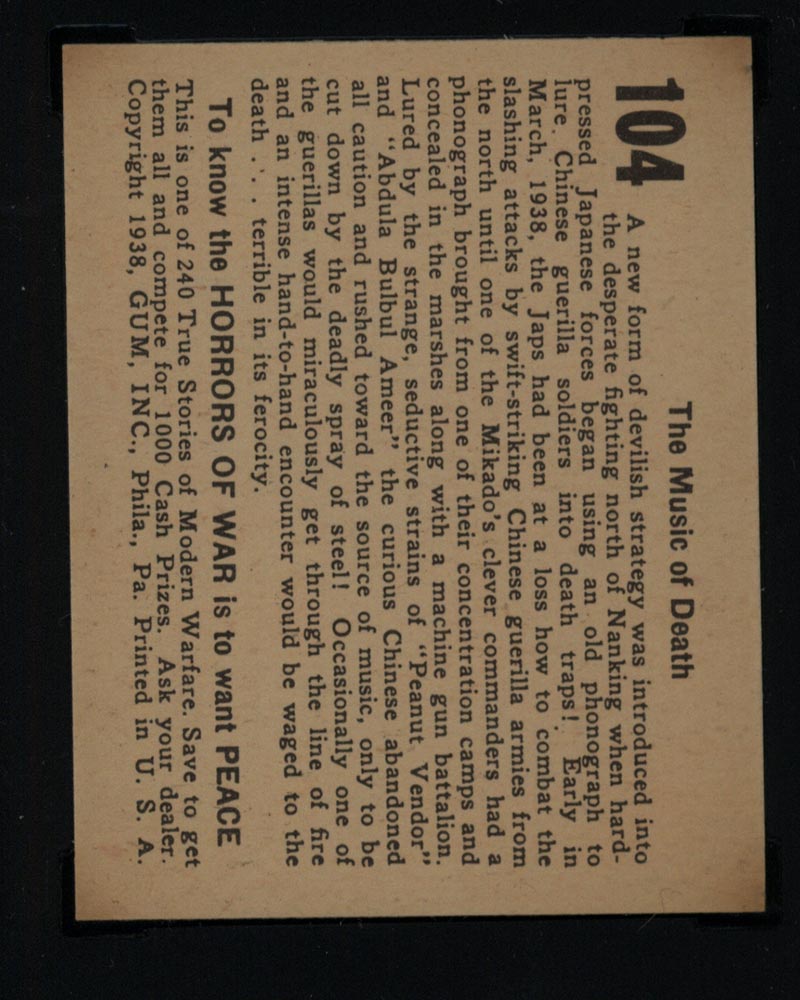 The Music of Death
104 A new form of devilish strategy was introduced into
the desperate fighting north of Nanking when hard-
pressed Japanese forces began using an old phonograph to
lure Chinese guerilla soldiers into death traps! Early in
March, 1938, the Japs had been at a loss how to combat the
slashing attacks by swift-striking Chinese guerilla armies from
the north until one of the Mikado's clever commanders had a
phonograph brought from one of their concentration camps and
concealed in the marshes along with a machine gun battalion.
Lured by the strange, seductive strains of "Peanut Vendor"
and "Abdula Bulbul Ameer" the curious Chinese abandoned
all caution and rushed toward the source of music, only to be
cut down by the deadly spray of steel! Occasionally one of
the guerillas would miraculously get through the line of fire
and an intense hand-to-hand encounter would be waged to the
death . . . terrible in its ferocity.
To know the HORRORS OF WAR is to want PEACE
This is one of 240 True Stories of Modern Warfare. Save to get
them all and compete for 1000 Cash Prizes. Ask your dealer.
Copyright 1938, GUM, INC., Phila., Pa. Printed in U. S. A.